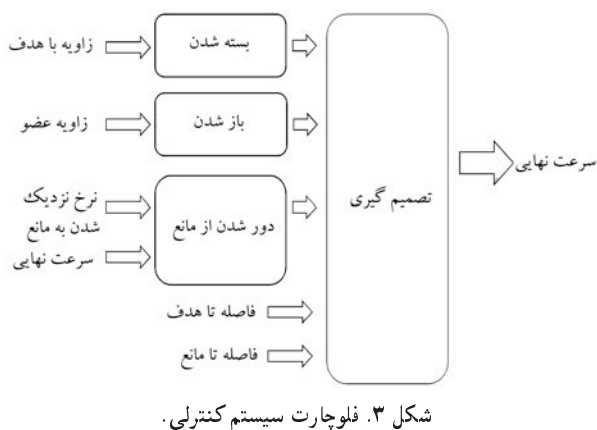 زاویه با هدف
بسته شدن
زاویه عضو
باز شدن
نرخ نزدیک
شدن به مانع
سرعت نهایی
دور شدن از مانع
فاصله تا هدف
فاصله تا مانع
تصمیم گیری
سرعت نهایی
شکل ۳. فلوچارت سیستم کنترلی.